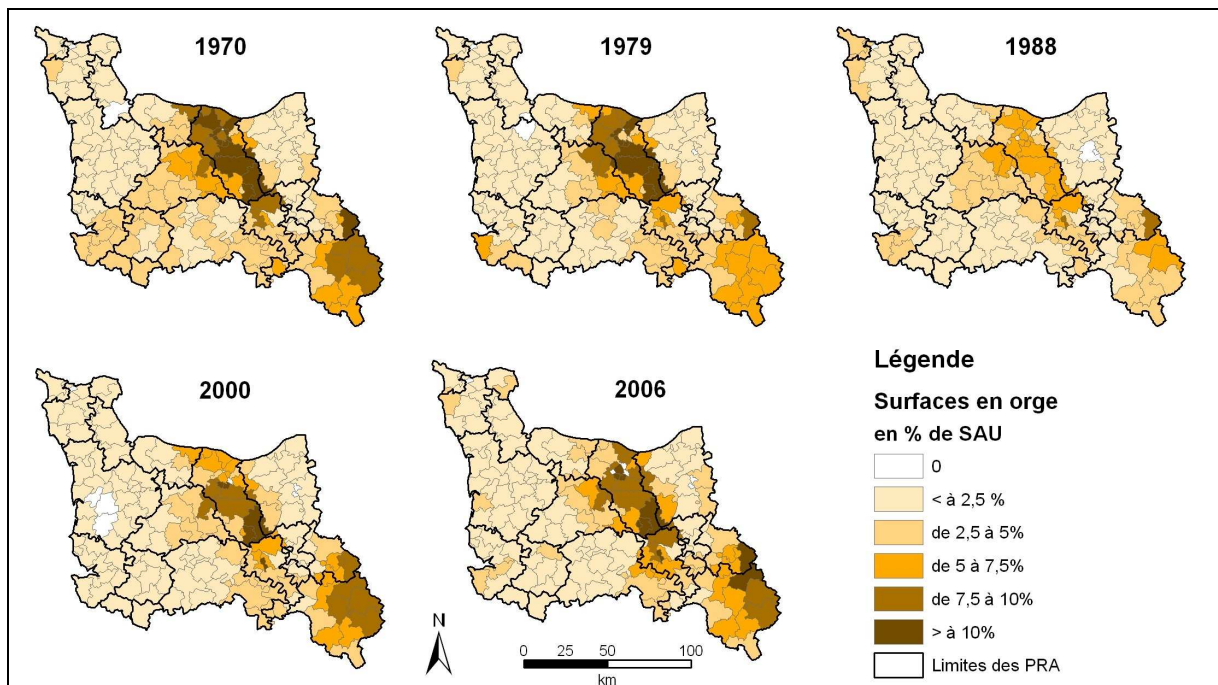 1970
1979
1988
2000
2006
Légende
Surfaces en orge
en % de SAU
0
< à 2,5 %
de 2,5 à 5%
de 5 à 7,5%
de 7,5 à 10%
> à 10%
Limites des PRA
N
0 25 50 100
km